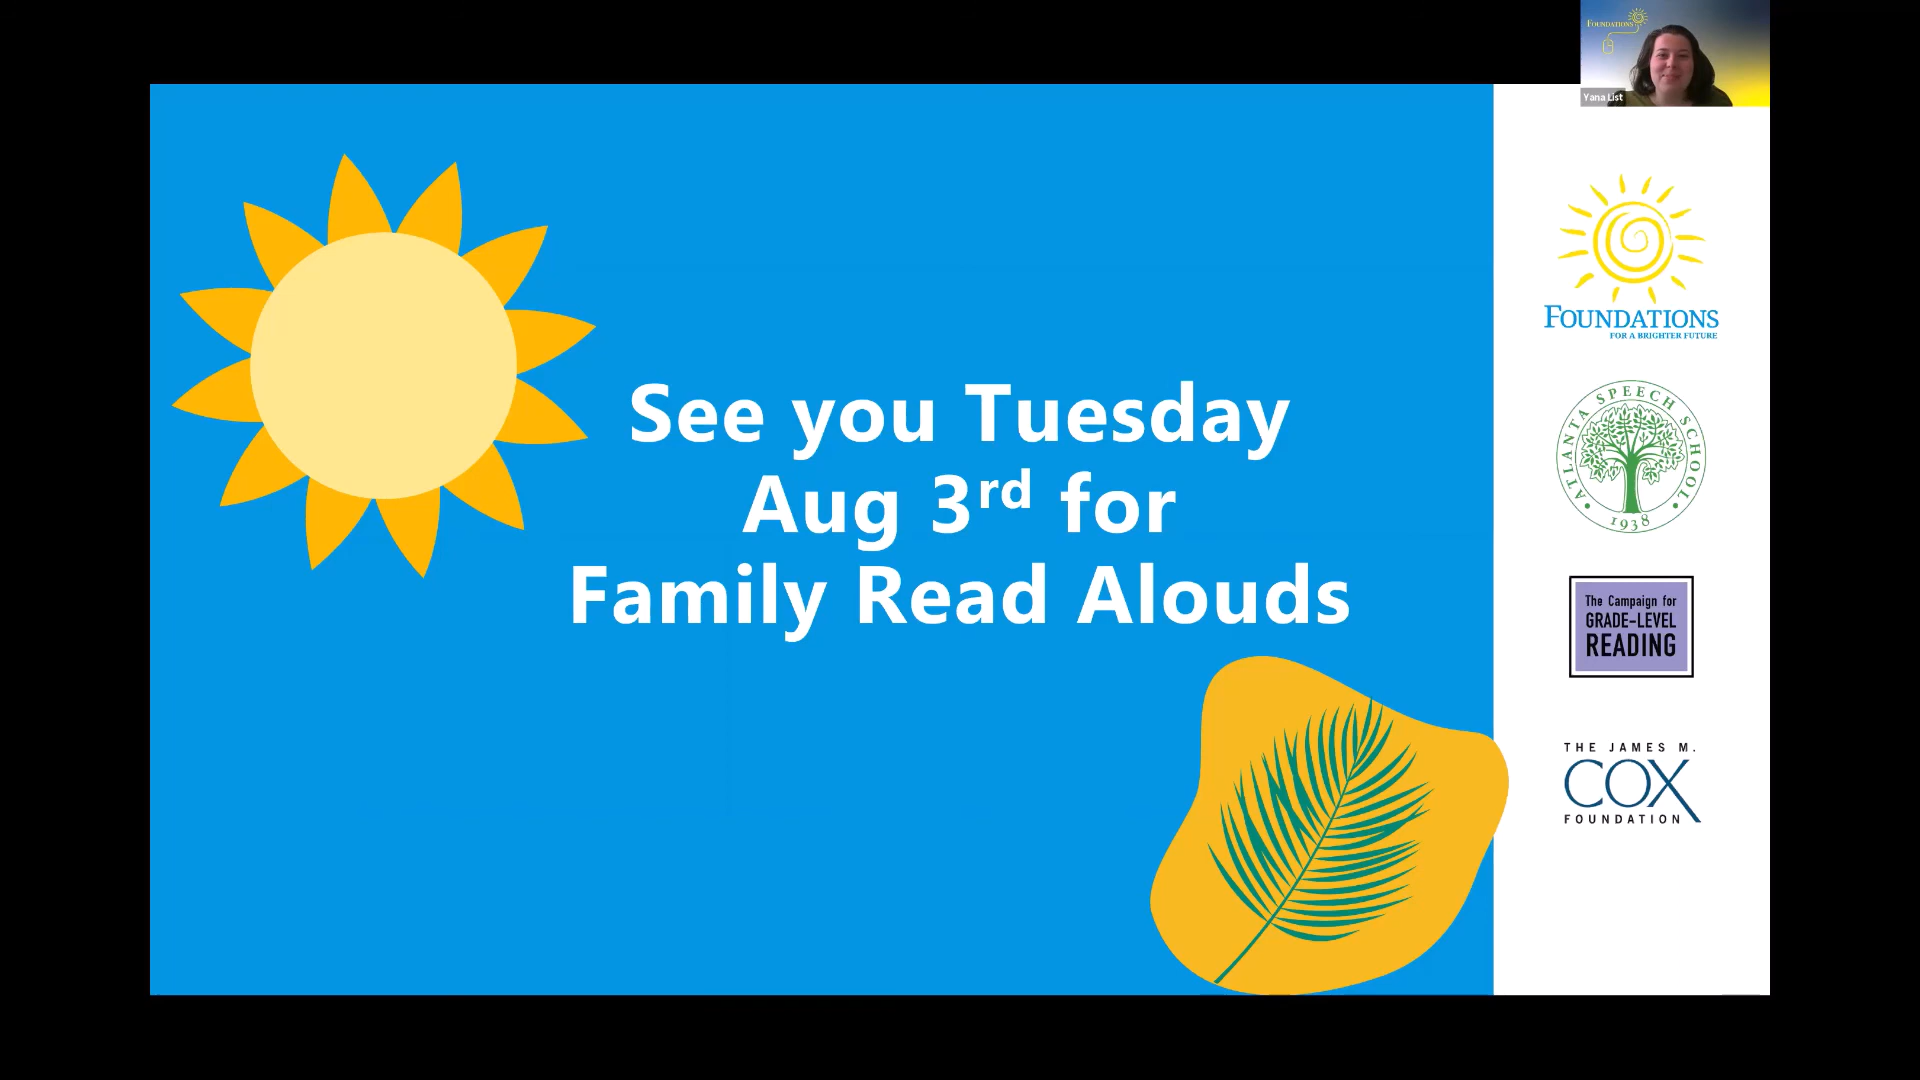 FOUNDATIONS
Yana List
See you Tuesday
Aug 3rd for
Family Read Alouds
FOUNDATIONS
FOR A BRIGHTER FUTURE
ATLANTA SPEECH SCHOOL
• 1938 •
The Campaign for
GRADE-LEVEL
READING
THE JAMES M.
COX
FOUNDATION